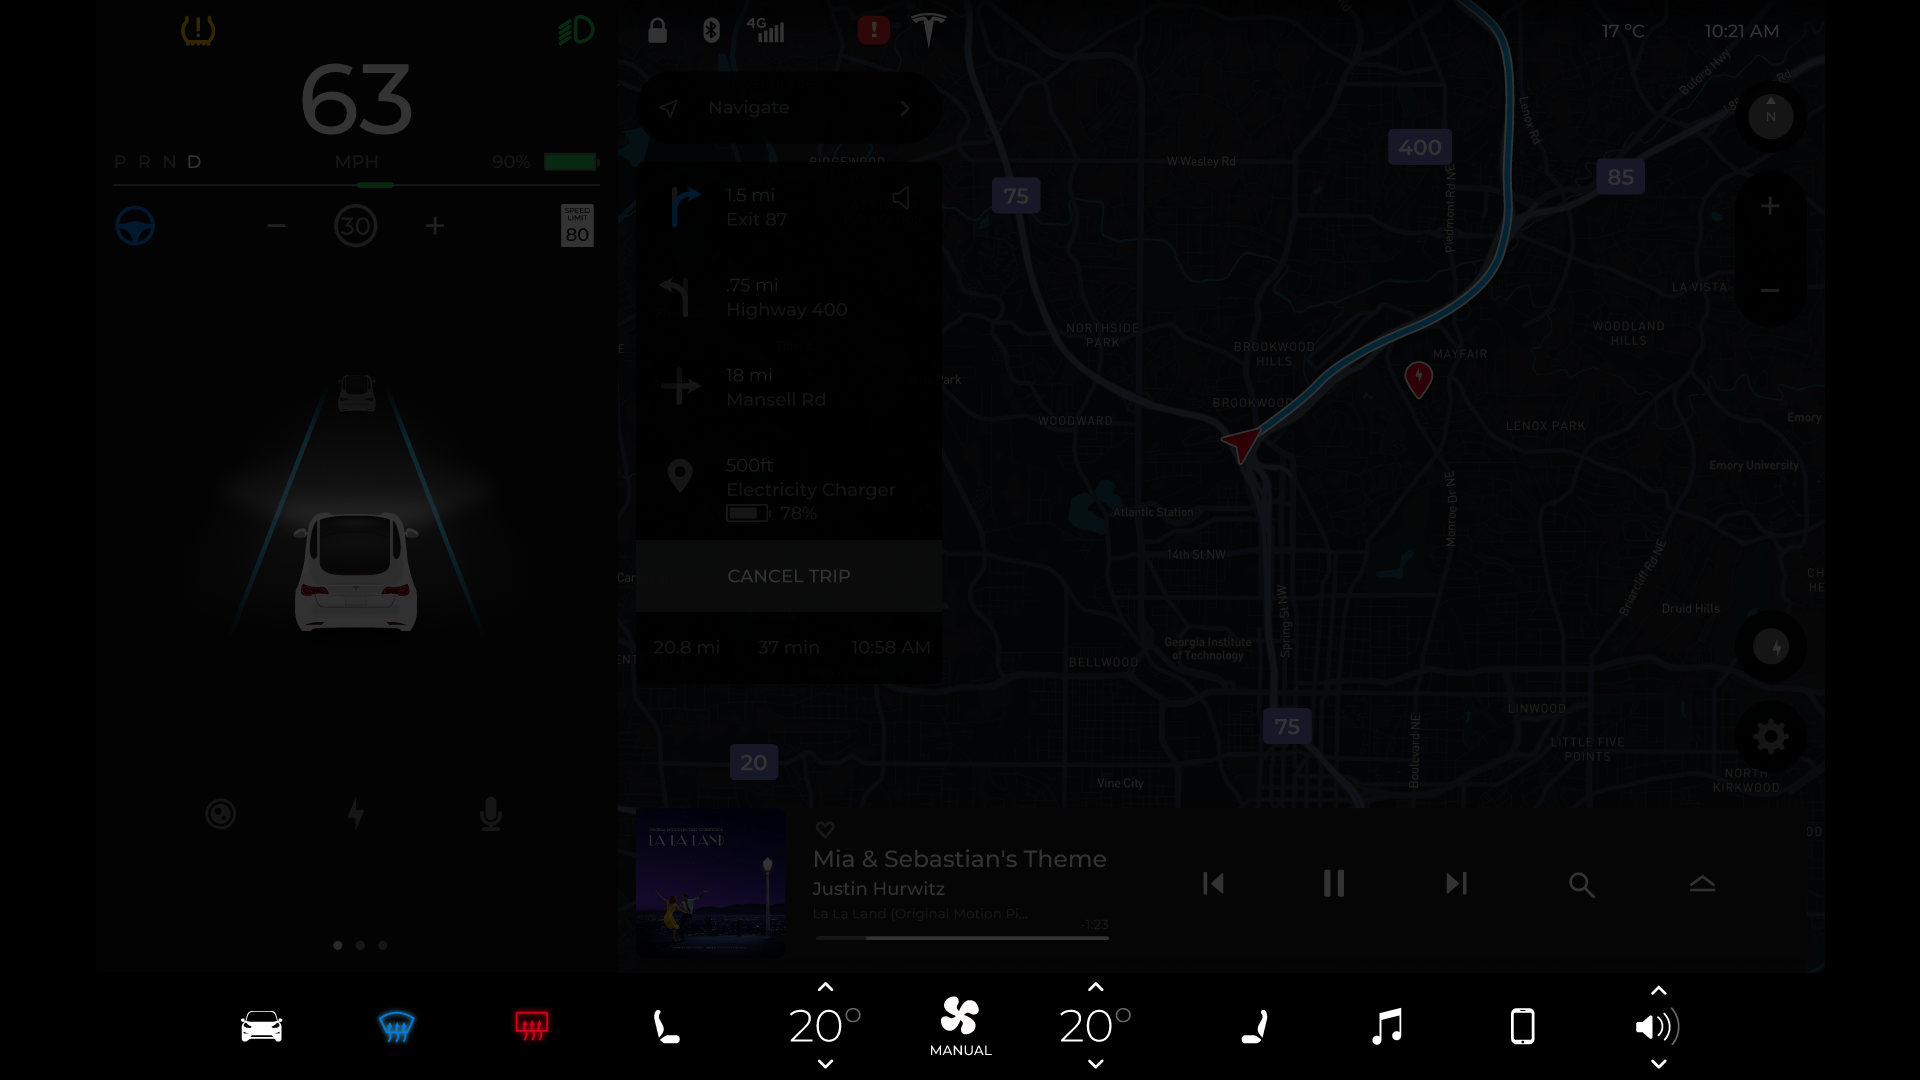 4G
17 °C
10:21 AM
63
P R N D
MPH
90%
30
SPEED
LIMIT
80
Navigate
1.5 mi
Exit 87
.75 mi
Highway 400
18 mi
Mansell Rd
500ft
Electricity Charger
78%
CANCEL TRIP
20.8 mi 37 min 10:58 AM
N
Buford Hwy
Rd
Lenox Rd
400
W Wesley Rd
75
85
Piedmont Rd NE
LA VISTA
NORTHSIDE
PARK
WOODLAND
HILLS
BROOKWOOD
HILLS
MAYFAIR
Park
BROOKWOOD
WOODWARD
LENOX PARK
Emory
Emory University
Monroe Dr NE
Atlantic Station
14th St NW
Briarcliff Rd NE
CH
HE
Spring St NW
Druid Hills
Georgia Institute
of Technology
BELLWOOD
LINWOOD
75
Boulevard NE
LITTLE FIVE
POINTS
20
Vine City
NORTH
KIRKWOOD
LA LA LAND
Mia & Sebastian's Theme
Justin Hurwitz
La La Land (Original Motion Pi...
-1:23
20°
MANUAL
20°